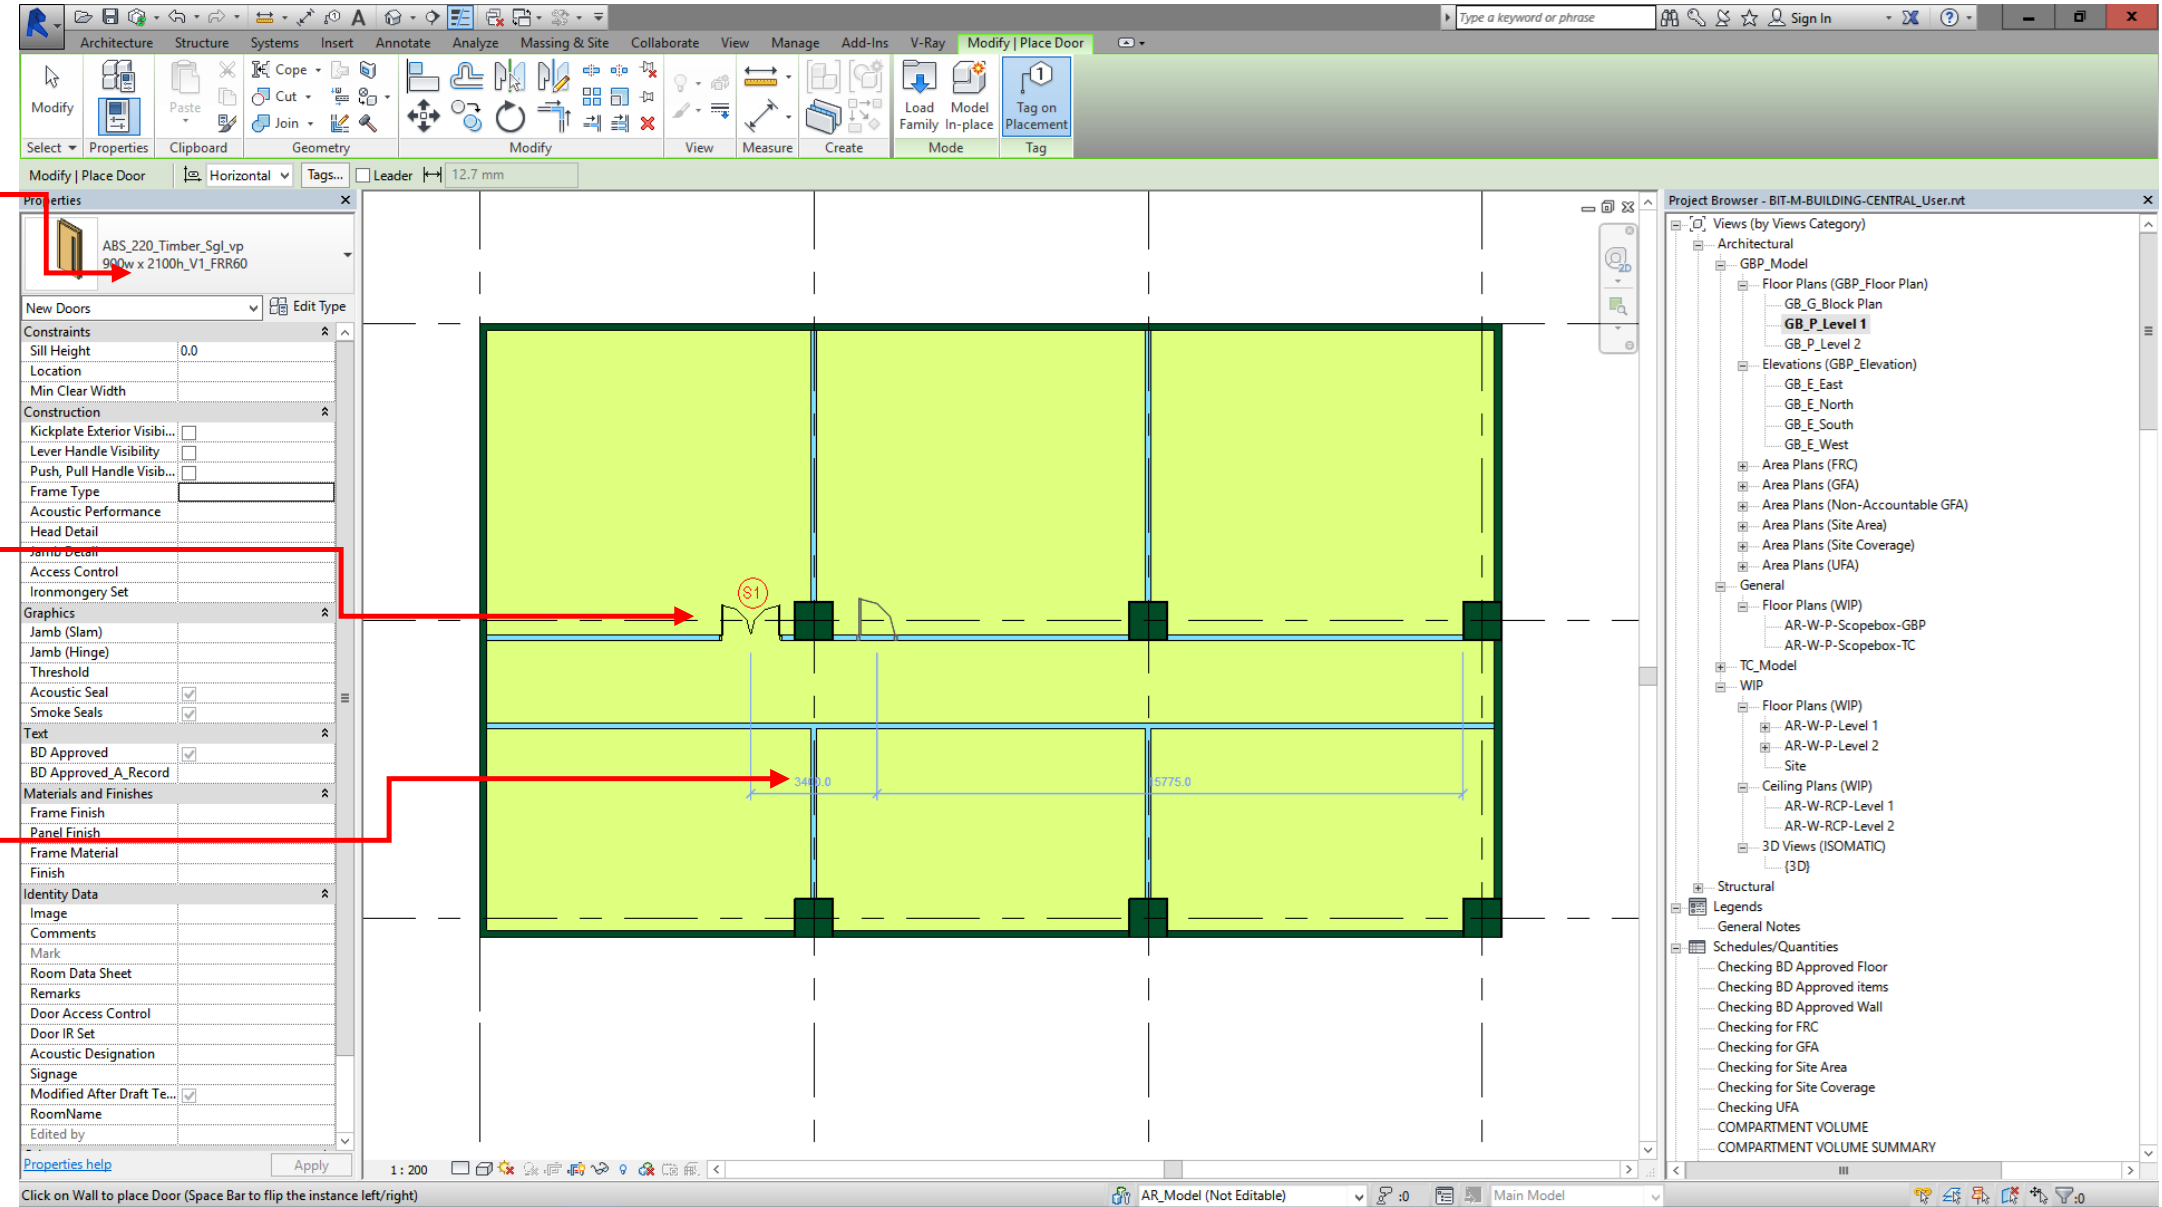 Type a keyword or phrase
Sign In
Architecture Structure Systems Insert Annotate Analyze Massing & Site Collaborate View Manage Add-Ins V-Ray Modify | Place Door
Cope
Cut
Join
Modify
Paste
Load Family
Model In-place
Tag on Placement
Select Properties Clipboard Geometry Modify View Measure Create Mode Tag
Modify | Place Door Horizontal Tags... Leader 12.7 mm
Properties
ABS_220_Timber_Sgl_vp
900w x 2100h_V1_FRR60
New Doors Edit Type
Constraints
Sill Height 0.0
Location
Min Clear Width
Construction
Kickplate Exterior Visibi...
Lever Handle Visibility
Push, Pull Handle Visib...
Frame Type
Acoustic Performance
Head Detail
Jamb Detail
Access Control
Ironmongery Set
Graphics
Jamb (Slam)
Jamb (Hinge)
Threshold
Acoustic Seal
Smoke Seals
Text
BD Approved
BD Approved_A_Record
Materials and Finishes
Frame Finish
Panel Finish
Frame Material
Finish
Identity Data
Image
Comments
Mark
Room Data Sheet
Remarks
Door Access Control
Door IR Set
Acoustic Designation
Signage
Modified After Draft Te...
RoomName
Edited by
Properties help Apply
2D
S1
15775.0
1 : 200
Project Browser - BIT-M-BUILDING-CENTRAL_User.rvt
Views (by Views Category)
Architectural
GBP_Model
Floor Plans (GBP_Floor Plan)
GB_G_Block Plan
GB_P_Level 1
GB_P_Level 2
Elevations (GBP_Elevation)
GB_E_East
GB_E_North
GB_E_South
GB_E_West
Area Plans (FRC)
Area Plans (GFA)
Area Plans (Non-Accountable GFA)
Area Plans (Site Area)
Area Plans (Site Coverage)
Area Plans (UFA)
General
Floor Plans (WIP)
AR-W-P-Scopebox-GBP
AR-W-P-Scopebox-TC
TC_Model
WIP
Floor Plans (WIP)
AR-W-P-Level 1
AR-W-P-Level 2
Site
Ceiling Plans (WIP)
AR-W-RCP-Level 1
AR-W-RCP-Level 2
3D Views (ISOMATIC)
{3D}
Structural
Legends
General Notes
Schedules/Quantities
Checking BD Approved Floor
Checking BD Approved items
Checking BD Approved Wall
Checking for FRC
Checking for GFA
Checking for Site Area
Checking for Site Coverage
Checking UFA
COMPARTMENT VOLUME
COMPARTMENT VOLUME SUMMARY
Click on Wall to place Door (Space Bar to flip the instance left/right) AR_Model (Not Editable) :0 Main Model :0